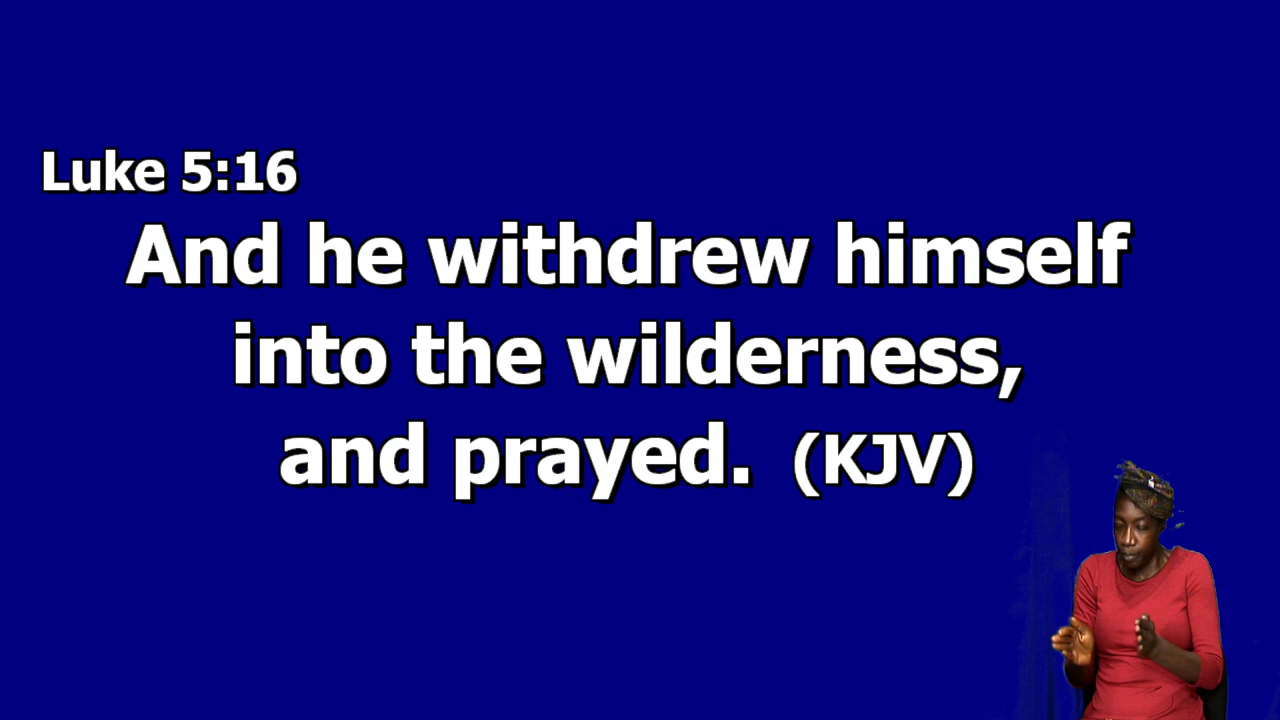 Luke 5:16
And he withdrew himself
into the wilderness,
and prayed. (KJV)